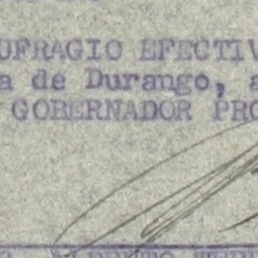 UFRAGIO EFECTIV
a de Durango, a
GOBERNADOR PRO